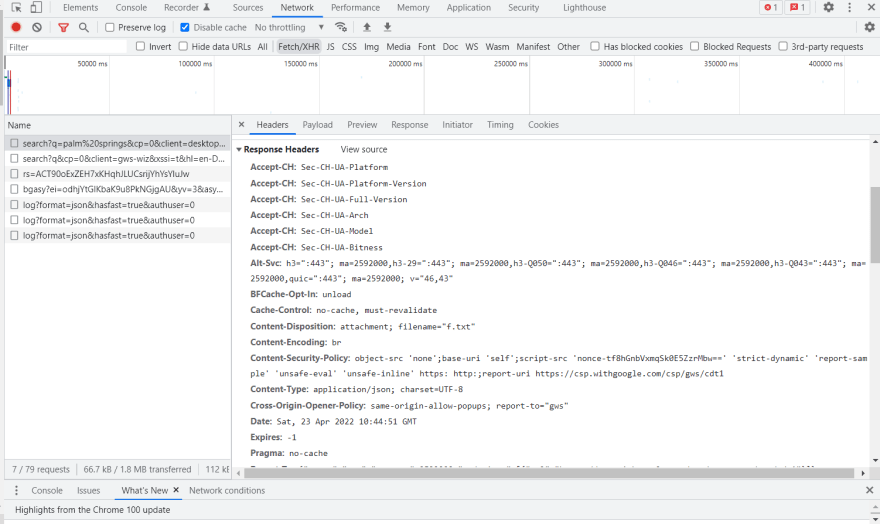 Elements Console Recorder Sources Network Performance Memory Application Security Lighthouse 1 1
Preserve log Disable cache No throttling
Filter Invert Hide data URLs All Fetch/XHR JS CSS Img Media Font Doc WS Wasm Manifest Other Has blocked cookies Blocked Requests 3rd-party requests
50000 ms 100000 ms 150000 ms 200000 ms 250000 ms 300000 ms 350000 ms 400000 ms
Name
search?q=palm%20springs&cp=0&client=desktop...
search?q&cp=0&client=gws-wiz&xssi=t&hl=en-D...
rs=ACT90oExZEH7xKHqhJLUCsrijYhYsYIuJw
bgasy?ei=odhjYtGIKbaK9u8PkNGjgAU&yv=3&asy...
log?format=json&hasfast=true&authuser=0
log?format=json&hasfast=true&authuser=0
log?format=json&hasfast=true&authuser=0
7 / 79 requests 66.7 kB / 1.8 MB transferred 112 kE
Headers Payload Preview Response Initiator Timing Cookies
Response Headers View source
Accept-CH: Sec-CH-UA-Platform
Accept-CH: Sec-CH-UA-Platform-Version
Accept-CH: Sec-CH-UA-Full-Version
Accept-CH: Sec-CH-UA-Arch
Accept-CH: Sec-CH-UA-Model
Accept-CH: Sec-CH-UA-Bitness
Alt-Svc: h3=":443"; ma=2592000,h3-29=":443"; ma=2592000,h3-Q050=":443"; ma=2592000,h3-Q046=":443"; ma=2592000,h3-Q043=":443"; ma=
2592000,quic=":443"; ma=2592000; v="46,43"
BFCache-Opt-In: unload
Cache-Control: no-cache, must-revalidate
Content-Disposition: attachment; filename="f.txt"
Content-Encoding: br
Content-Security-Policy: object-src 'none';base-uri 'self';script-src 'nonce-tf8hGnbVxmqSk0E5ZzrMbw==' 'strict-dynamic' 'report-sam
ple' 'unsafe-eval' 'unsafe-inline' https: http:;report-uri https://csp.withgoogle.com/csp/gws/cdt1
Content-Type: application/json; charset=UTF-8
Cross-Origin-Opener-Policy: same-origin-allow-popups; report-to="gws"
Date: Sat, 23 Apr 2022 10:44:51 GMT
Expires: -1
Pragma: no-cache
Console Issues What's New Network conditions
Highlights from the Chrome 100 update